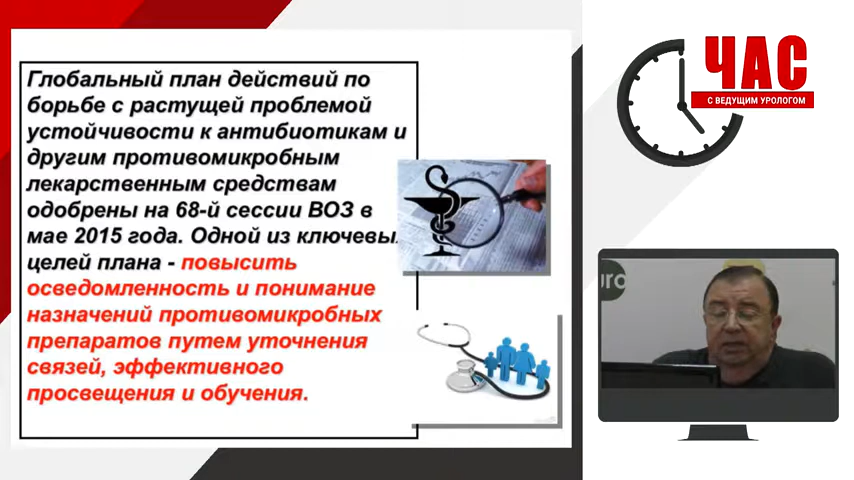 Глобальный план действий по
борьбе с растущей проблемой
устойчивости к антибиотикам и
другим противомикробным
лекарственным средствам
одобрены на 68-й сессии ВОЗ в
мае 2015 года. Одной из ключевых
целей плана - повысить
осведомленность и понимание
назначений противомикробных
препаратов путем уточнения
связей, эффективного
просвещения и обучения.
ЧАС
С ВЕДУЩИМ УРОЛОГОМ
uro